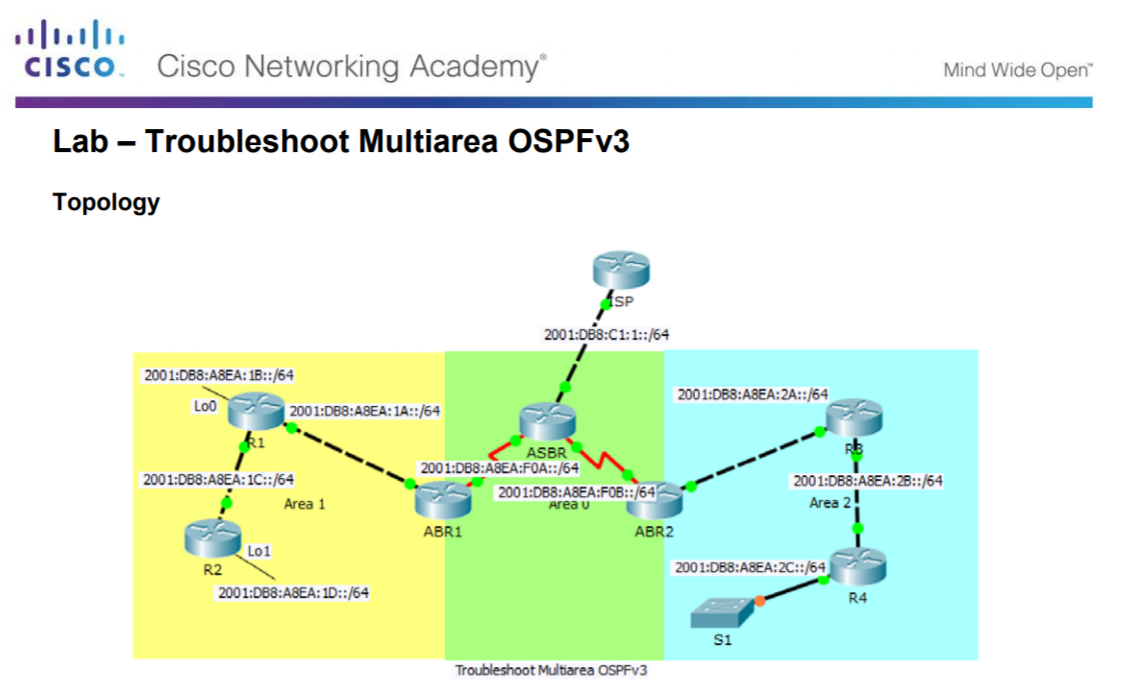 CISCO. Cisco Networking Academy® Mind Wide Open™
Lab – Troubleshoot Multiarea OSPFv3
Topology
ISP
2001:DB8:C1:1::/64
2001:DB8:A8EA:1B::/64
Lo0
2001:DB8:A8EA:1A::/64
R1
2001:DB8:A8EA:2A::/64
R3
ASBR
2001:DB8:A8EA:F0A::/64
2001:DB8:A8EA:1C::/64
2001:DB8:A8EA:2B::/64
2001:DB8:A8EA:F0B::/64
Area 1
Area 0
Area 2
ABR1
ABR2
Lo1
R2
2001:DB8:A8EA:2C::/64
2001:DB8:A8EA:1D::/64
R4
S1
Troubleshoot Multiarea OSPFv3